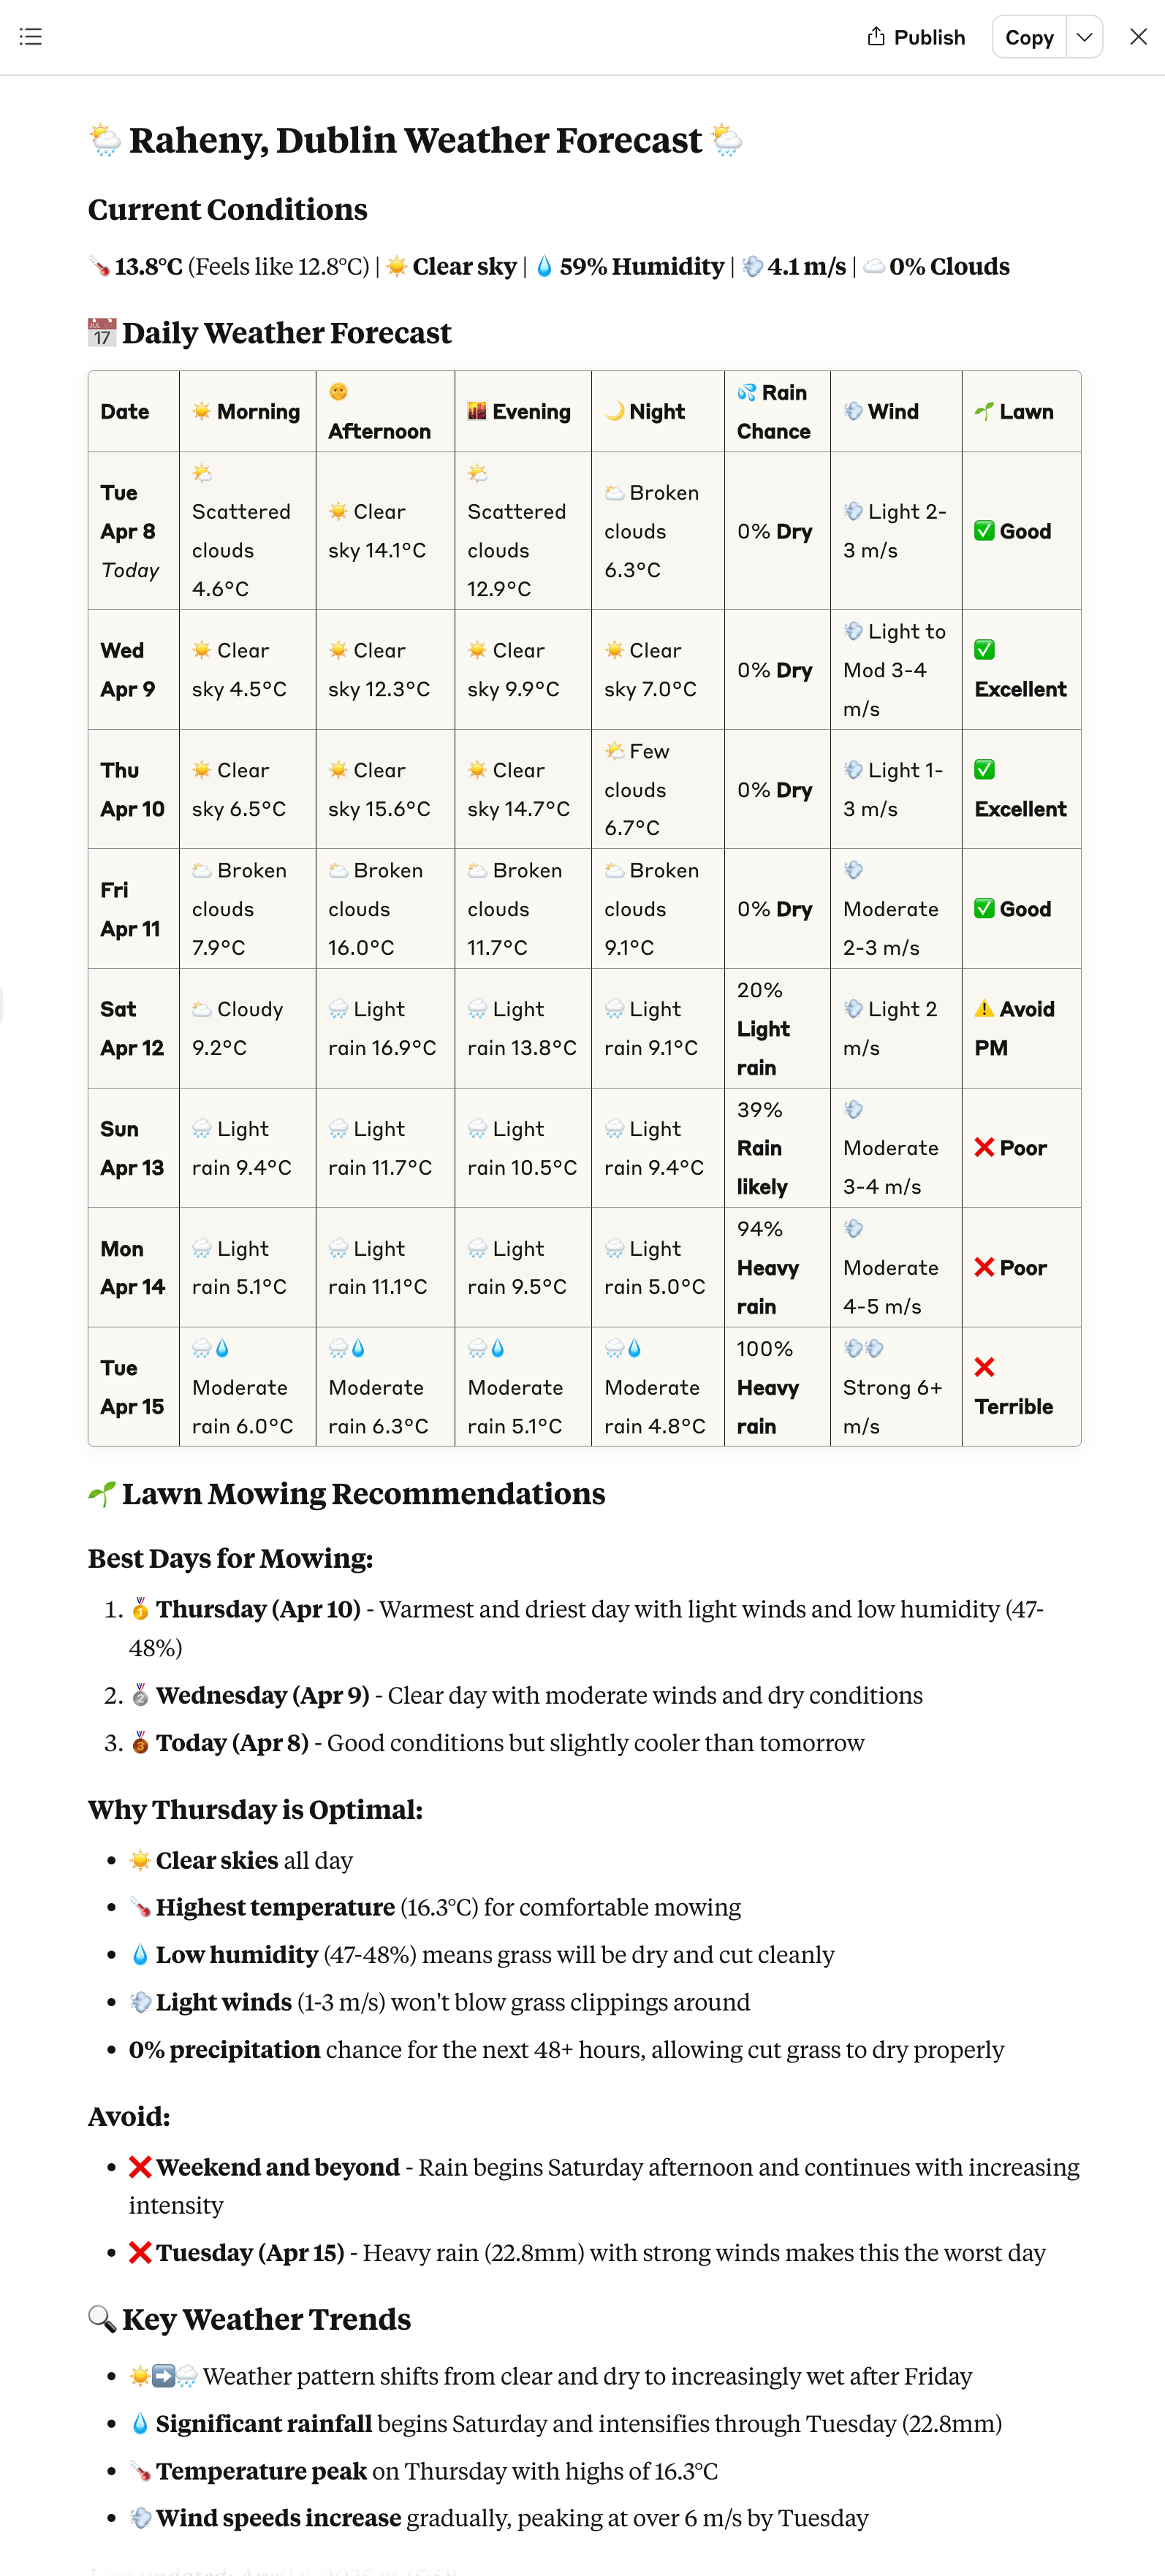 Publish Copy
🌦️ Raheny, Dublin Weather Forecast 🌦️
Current Conditions
🌡️ 13.8°C (Feels like 12.8°C) | ☀️ Clear sky | 💧 59% Humidity | 💨 4.1 m/s | ☁️ 0% Clouds
📅 Daily Weather Forecast
Date ☀️ Morning 🌞 Afternoon 🌇 Evening 🌙 Night 💦 Rain Chance 💨 Wind 🌱 Lawn
Tue Apr 8 Today 🌤️ Scattered clouds 4.6°C ☀️ Clear sky 14.1°C 🌤️ Scattered clouds 12.9°C 🌥️ Broken clouds 6.3°C 0% Dry 💨 Light 2-3 m/s ✅ Good
Wed Apr 9 ☀️ Clear sky 4.5°C ☀️ Clear sky 12.3°C ☀️ Clear sky 9.9°C ☀️ Clear sky 7.0°C 0% Dry 💨 Light to Mod 3-4 m/s ✅ Excellent
Thu Apr 10 ☀️ Clear sky 6.5°C ☀️ Clear sky 15.6°C ☀️ Clear sky 14.7°C 🌤️ Few clouds 6.7°C 0% Dry 💨 Light 1-3 m/s ✅ Excellent
Fri Apr 11 🌥️ Broken clouds 7.9°C 🌥️ Broken clouds 16.0°C 🌥️ Broken clouds 11.7°C 🌥️ Broken clouds 9.1°C 0% Dry 💨 Moderate 2-3 m/s ✅ Good
Sat Apr 12 🌥️ Cloudy 9.2°C 🌧️ Light rain 16.9°C 🌧️ Light rain 13.8°C 🌧️ Light rain 9.1°C 20% Light rain 💨 Light 2 m/s ⚠️ Avoid PM
Sun Apr 13 🌧️ Light rain 9.4°C 🌧️ Light rain 11.7°C 🌧️ Light rain 10.5°C 🌧️ Light rain 9.4°C 39% Rain likely 💨 Moderate 3-4 m/s ❌ Poor
Mon Apr 14 🌧️ Light rain 5.1°C 🌧️ Light rain 11.1°C 🌧️ Light rain 9.5°C 🌧️ Light rain 5.0°C 94% Heavy rain 💨 Moderate 4-5 m/s ❌ Poor
Tue Apr 15 🌧️💧 Moderate rain 6.0°C 🌧️💧 Moderate rain 6.3°C 🌧️💧 Moderate rain 5.1°C 🌧️💧 Moderate rain 4.8°C 100% Heavy rain 💨💨 Strong 6+ m/s ❌ Terrible
🌱 Lawn Mowing Recommendations
Best Days for Mowing:
1. 🥇 Thursday (Apr 10) - Warmest and driest day with light winds and low humidity (47-
48%)
2. 🥈 Wednesday (Apr 9) - Clear day with moderate winds and dry conditions
3. 🥉 Today (Apr 8) - Good conditions but slightly cooler than tomorrow
Why Thursday is Optimal:
• ☀️ Clear skies all day
• 🌡️ Highest temperature (16.3°C) for comfortable mowing
• 💧 Low humidity (47-48%) means grass will be dry and cut cleanly
• 💨 Light winds (1-3 m/s) won't blow grass clippings around
• 0% precipitation chance for the next 48+ hours, allowing cut grass to dry properly
Avoid:
• ❌ Weekend and beyond - Rain begins Saturday afternoon and continues with increasing
intensity
• ❌ Tuesday (Apr 15) - Heavy rain (22.8mm) with strong winds makes this the worst day
🔍 Key Weather Trends
• ☀️➡️🌧️ Weather pattern shifts from clear and dry to increasingly wet after Friday
• 💧 Significant rainfall begins Saturday and intensifies through Tuesday (22.8mm)
• 🌡️ Temperature peak on Thursday with highs of 16.3°C
• 💨 Wind speeds increase gradually, peaking at over 6 m/s by Tuesday